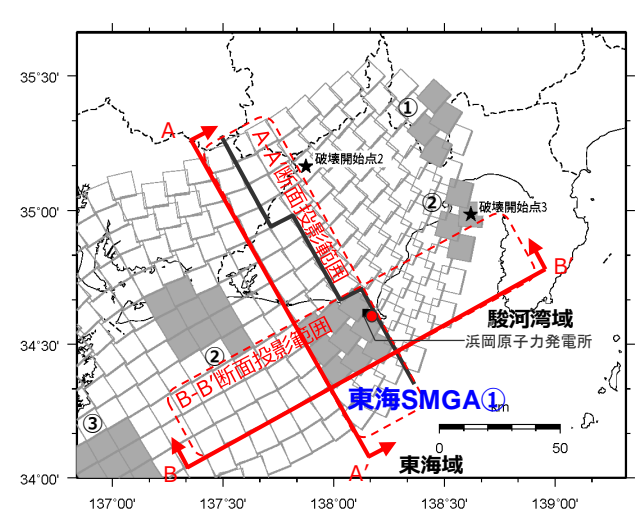 35°30'
①
A
破壊開始点2
A-A'断面投影範囲
②
破壊開始点3
35°00'
B'
駿河湾域
浜岡原子力発電所
34°30'
②
B-B'断面投影範囲
東海SMGA①
km
0
50
③
東海域
B
A'
34°00'
137°00'
137°30'
138°00'
138°30'
139°00'